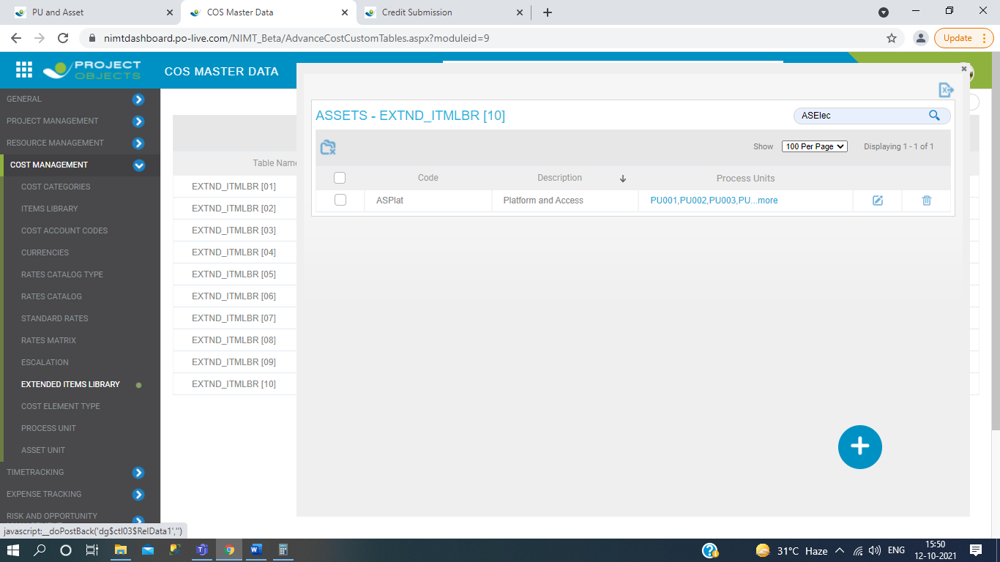 PU and Asset
COS Master Data
Credit Submission
nimtdashboard.po-live.com/NIMT_Beta/AdvanceCostCustomTables.aspx?moduleid=9
Update
PROJECT
OBJECTS
COS MASTER DATA
GENERAL
PROJECT MANAGEMENT
RESOURCE MANAGEMENT
COST MANAGEMENT
COST CATEGORIES
ITEMS LIBRARY
COST ACCOUNT CODES
CURRENCIES
RATES CATALOG TYPE
RATES CATALOG
STANDARD RATES
RATES MATRIX
ESCALATION
EXTENDED ITEMS LIBRARY
COST ELEMENT TYPE
PROCESS UNIT
ASSET UNIT
TIMETRACKING
EXPENSE TRACKING
RISK AND OPPORTUNITY
Table Name
EXTND_ITMLBR [01]
EXTND_ITMLBR [02]
EXTND_ITMLBR [03]
EXTND_ITMLBR [04]
EXTND_ITMLBR [05]
EXTND_ITMLBR [06]
EXTND_ITMLBR [07]
EXTND_ITMLBR [08]
EXTND_ITMLBR [09]
EXTND_ITMLBR [10]
ASSETS - EXTND_ITMLBR [10]
ASElec
Show 100 Per Page Displaying 1 - 1 of 1
Code Description Process Units
ASPlat Platform and Access PU001,PU002,PU003,PU...more
javascript:__doPostBack('dg$ctl03$RelData1','')
31°C Haze ENG
15:50
12-10-2021